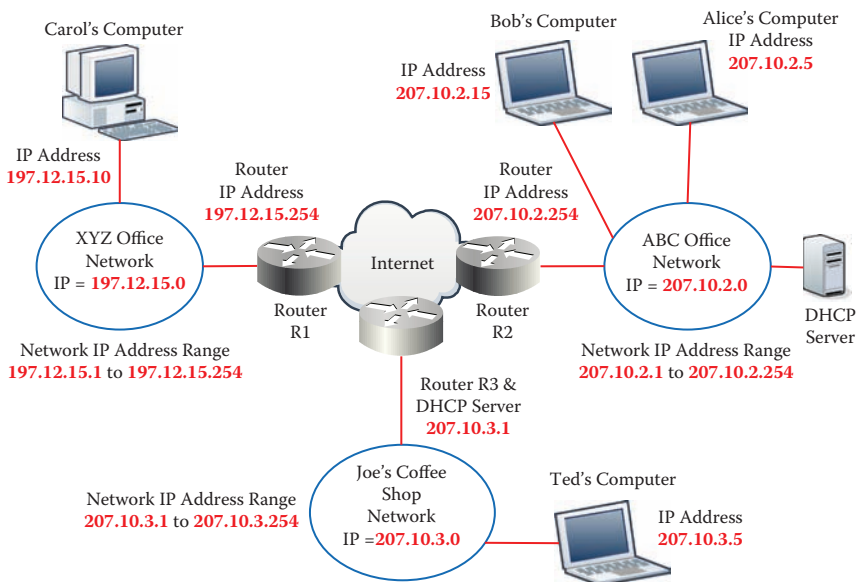 Carol's Computer
IP Address
197.12.15.10
Router
IP Address
197.12.15.254
XYZ Office
Network
IP = 197.12.15.0
Network IP Address Range
197.12.15.1 to 197.12.15.254
Router
R1
Internet
Bob's Computer
IP Address
207.10.2.15
Alice's Computer
IP Address
207.10.2.5
Router
IP Address
207.10.2.254
Router
R2
ABC Office
Network
IP = 207.10.2.0
DHCP
Server
Network IP Address Range
207.10.2.1 to 207.10.2.254
Router R3 &
DHCP Server
207.10.3.1
Joe's Coffee
Shop
Network
IP =207.10.3.0
Network IP Address Range
207.10.3.1 to 207.10.3.254
Ted's Computer
IP Address
207.10.3.5